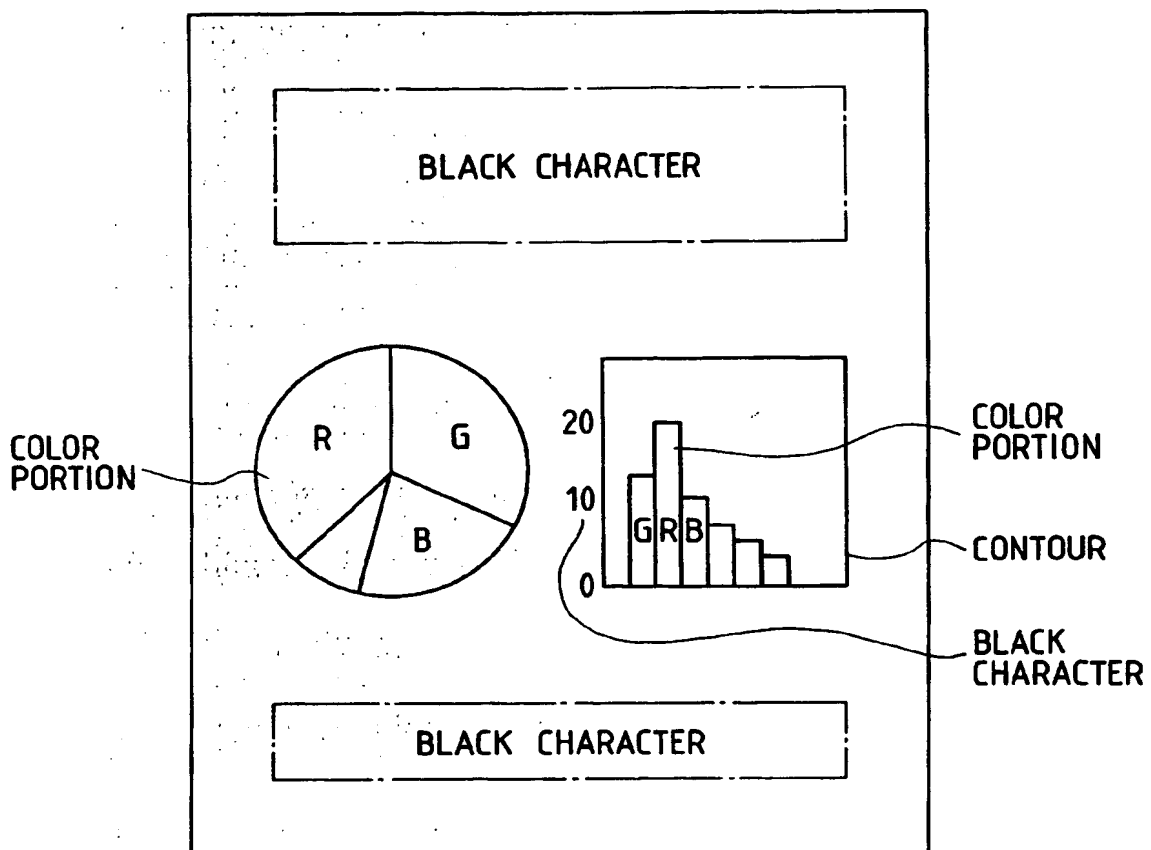 BLACK CHARACTER
R
G
B
COLOR
PORTION
20
10
0
G R B
COLOR
PORTION
CONTOUR
BLACK
CHARACTER
BLACK CHARACTER